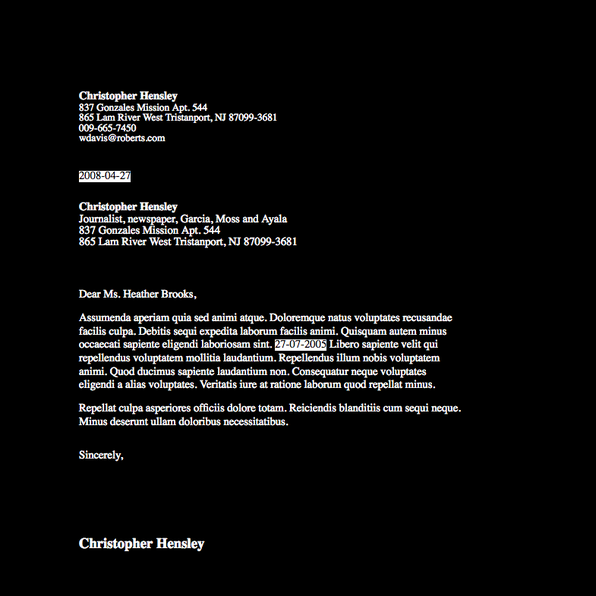 Christopher Hensley
837 Gonzales Mission Apt. 544
865 Lam River West Tristanport, NJ 87099-3681
009-665-7450
wdavis@roberts.com
2008-04-27
Christopher Hensley
Journalist, newspaper, Garcia, Moss and Ayala
837 Gonzales Mission Apt. 544
865 Lam River West Tristanport, NJ 87099-3681
Dear Ms. Heather Brooks,
Assumenda aperiam quia sed animi atque. Doloremque natus voluptates recusandae
facilis culpa. Debitis sequi expedita laborum facilis animi. Quisquam autem minus
occaecati sapiente eligendi laboriosam sint. 27-07-2005 Libero sapiente velit qui
repellendus voluptatem mollitia laudantium. Repellendus illum nobis voluptatem
animi. Quod ducimus sapiente laudantium non. Consequatur neque voluptates
eligendi a alias voluptates. Veritatis iure at ratione laborum quod repellat minus.
Repellat culpa asperiores officiis dolore totam. Reiciendis blanditiis cum sequi neque.
Minus deserunt ullam doloribus necessitatibus.
Sincerely,
Christopher Hensley